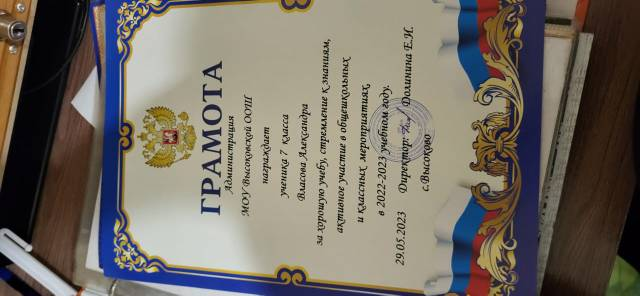 ГРАМОТА
Администрация
МОУ Высоковской ООШ
награждает
ученика 7 класса
Власова Александра
за хорошую учебу, стремление к знаниям,
активное участие в общешкольных
и классных мероприятиях,
в 2022-2023 учебном году.
29.05.2023 Директор: Долинина Е.И.
с.Высоково